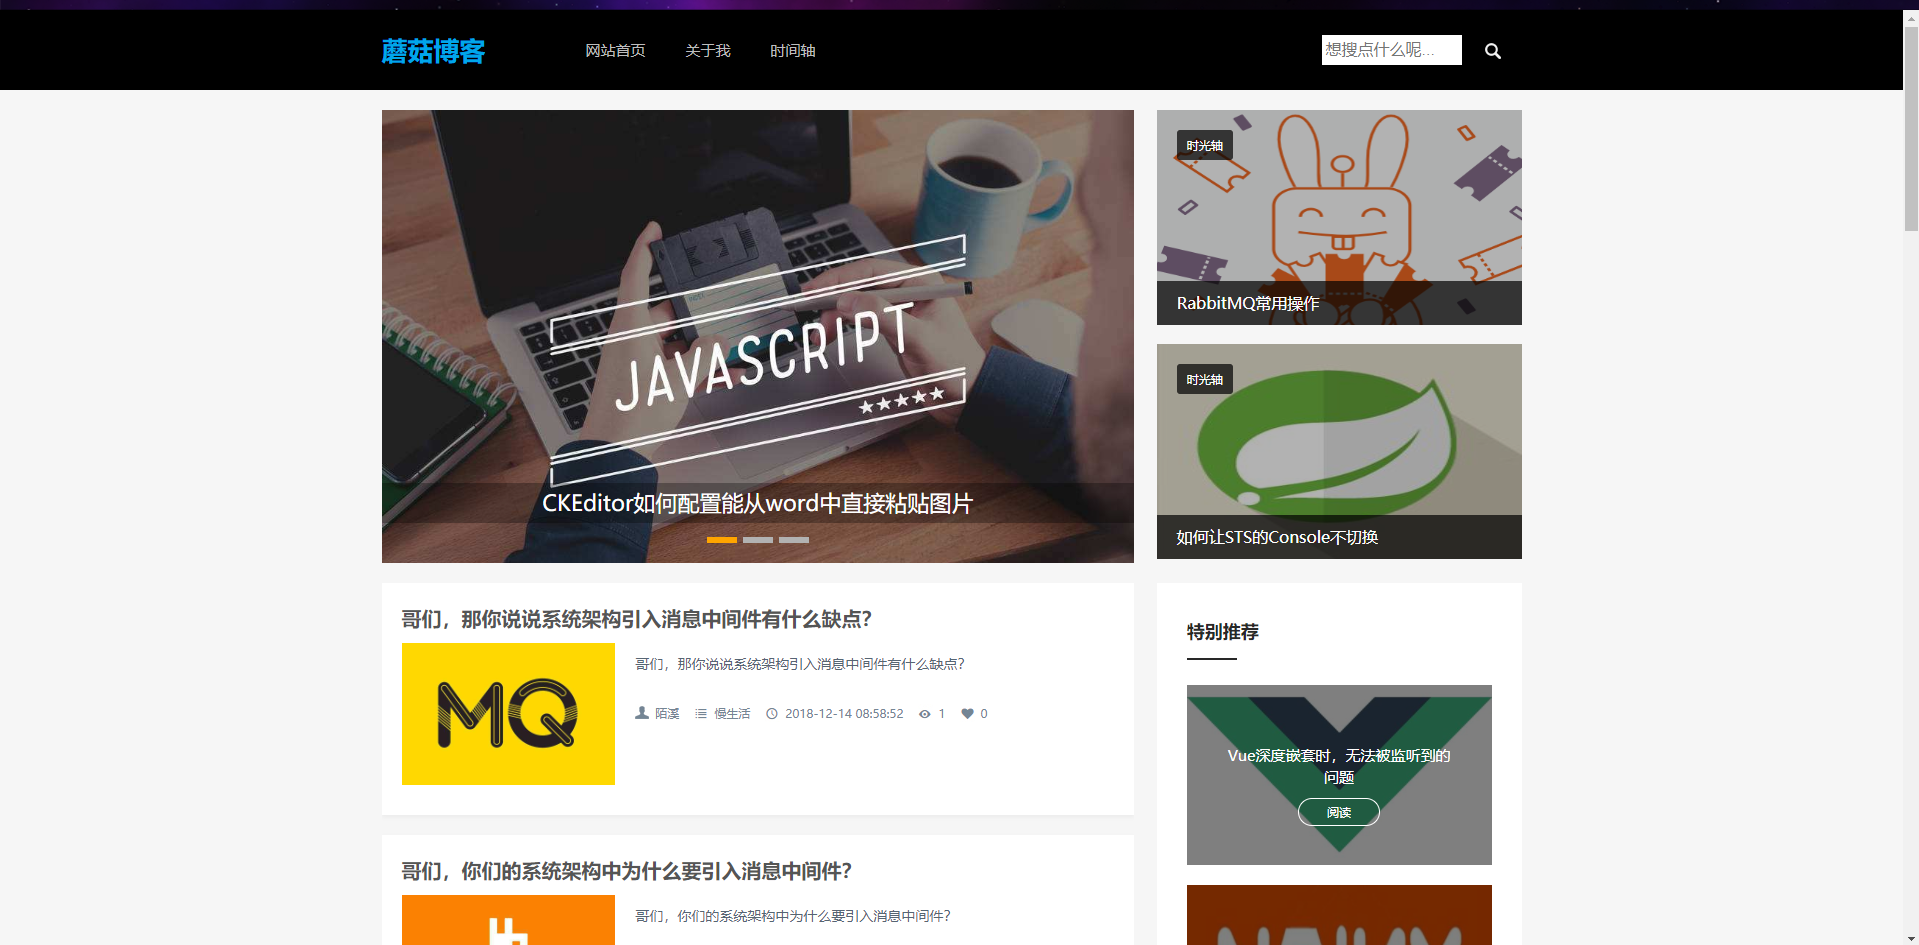 蘑菇博客
网站首页
关于我
时间轴
想搜点什么呢...
JAVASCRIPT
CKEditor如何配置能从word中直接粘贴图片
时光轴
RabbitMQ常用操作
时光轴
如何让STS的Console不切换
哥们，那你说说系统架构引入消息中间件有什么缺点？
MQ
哥们，那你说说系统架构引入消息中间件有什么缺点？
陌溪 慢生活 2018-12-14 08:58:52 1 0
特别推荐
Vue深度嵌套时，无法被监听到的
问题
阅读
哥们，你们的系统架构中为什么要引入消息中间件？
哥们，你们的系统架构中为什么要引入消息中间件？